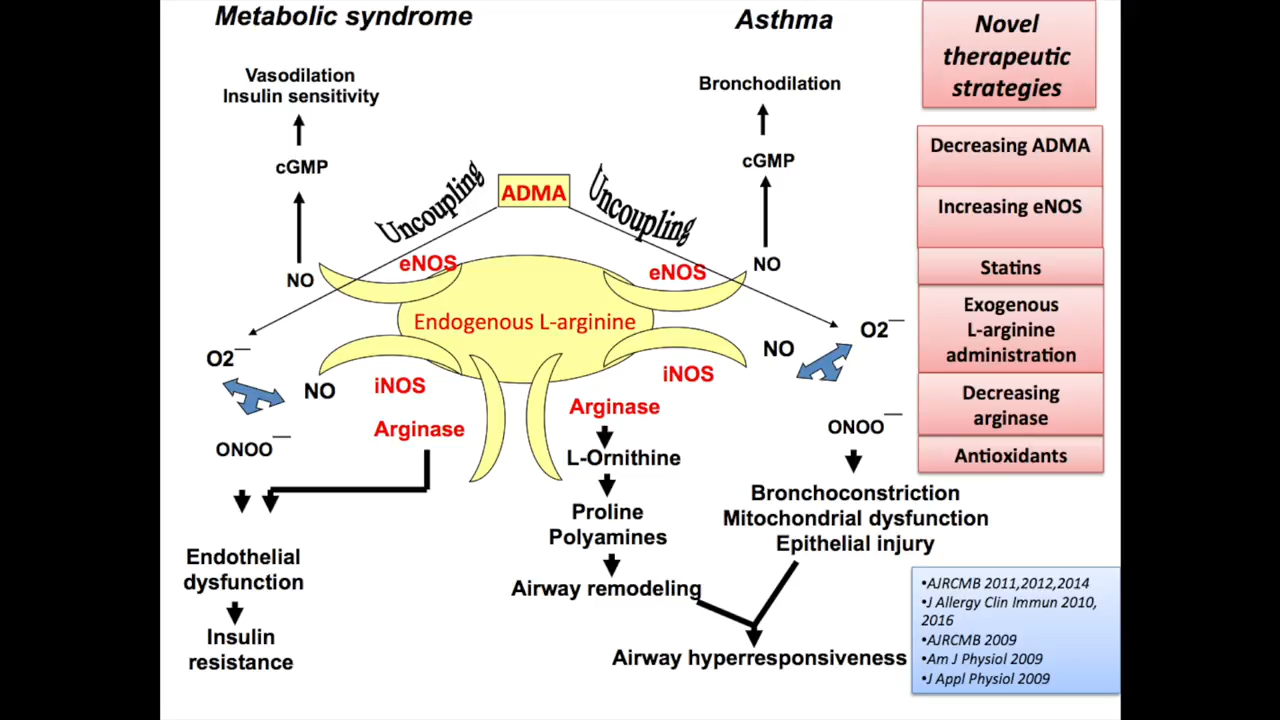 Metabolic syndrome
Vasodilation
Insulin sensitivity
cGMP
NO
Uncoupling
ADMA
Uncoupling
eNOS
Endogenous L-arginine
eNOS
O2—
NO
iNOS
Arginase
ONOO—
Endothelial
dysfunction
Insulin
resistance
Asthma
Bronchodilation
cGMP
NO
O2—
NO
iNOS
Arginase
L-Ornithine
Proline
Polyamines
Airway remodeling
ONOO—
Bronchoconstriction
Mitochondrial dysfunction
Epithelial injury
Airway hyperresponsiveness
Novel
therapeutic
strategies
Decreasing ADMA
Increasing eNOS
Statins
Exogenous
L-arginine
administration
Decreasing
arginase
Antioxidants
•AJRCMB 2011,2012,2014
•J Allergy Clin Immun 2010,
2016
•AJRCMB 2009
•Am J Physiol 2009
•J Appl Physiol 2009